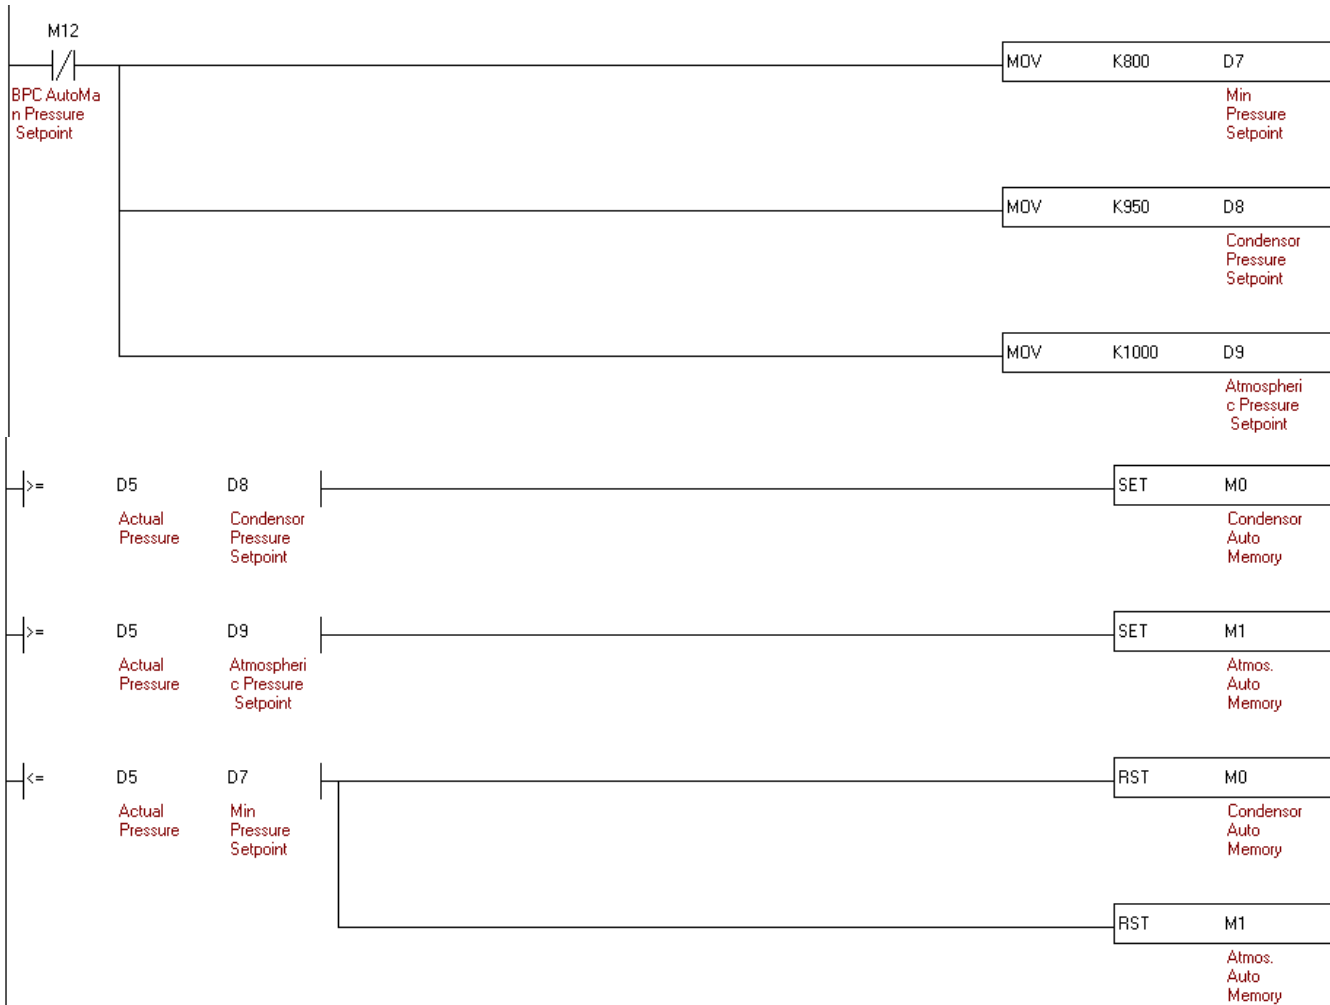 M12
BPC AutoMa
n Pressure
Setpoint
MOV K800 D7
Min
Pressure
Setpoint
MOV K950 D8
Condensor
Pressure
Setpoint
MOV K1000 D9
Atmospheri
c Pressure
Setpoint
>= D5 D8 SET M0
Actual
Pressure
Condensor
Pressure
Setpoint
Condensor
Auto
Memory
>= D5 D9 SET M1
Actual
Pressure
Atmospheri
c Pressure
Setpoint
Atmos.
Auto
Memory
<= D5 D7 RST M0
Actual
Pressure
Min
Pressure
Setpoint
Condensor
Auto
Memory
RST M1
Atmos.
Auto
Memory